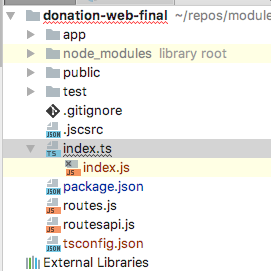 donation-web-final ~/repos/module
app
node_modules library root
public
test
.gitignore
.jscsrc
index.ts
index.js
package.json
routes.js
routesapi.js
tsconfig.json
External Libraries